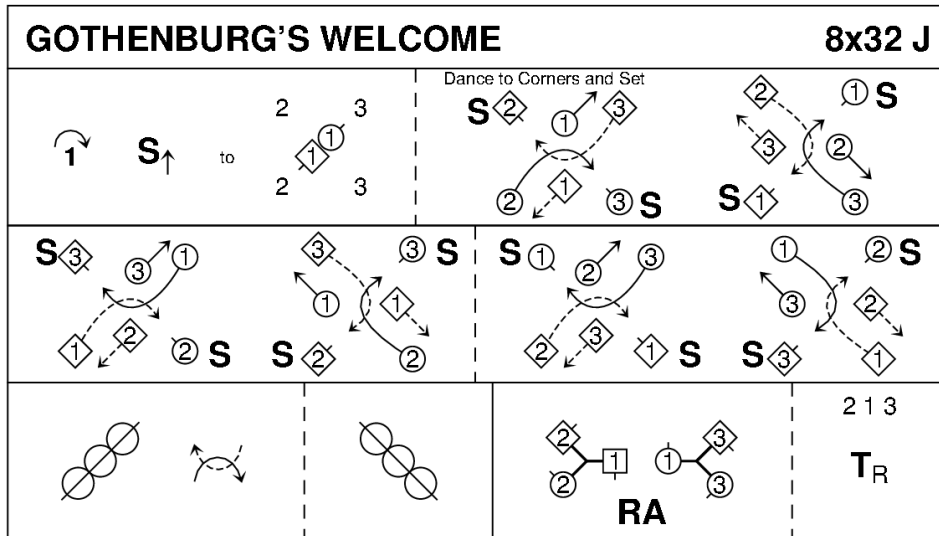 GOTHENBURG'S WELCOME 8x32 J
Dance to Corners and Set
2 3 S 2 1 3 2 1 S
1 S to 1 1 3 2
2 3 2 1 3 S S 1 3
S 3 3 1 3 3 S S 1 2 3 1 2 S
1 1 3 2
1 2 2 S S 2 2 2 3 1 S S 3 1
2 1 3
2 1 1 3 T R
2 3
RA